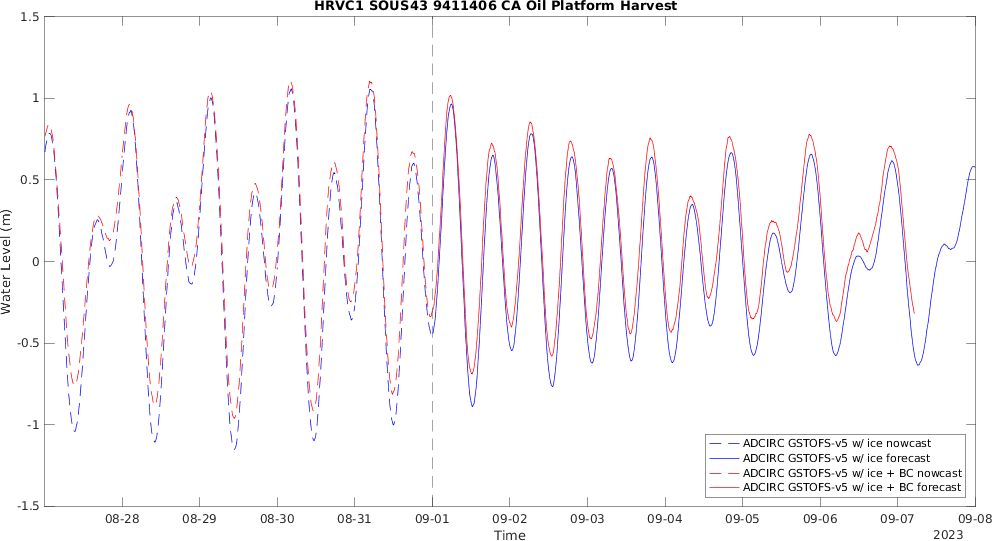 HRVC1 SOUS43 9411406 CA Oil Platform Harvest
1.5
1
0.5
0
-0.5
-1
-1.5
Water Level (m)
08-28 08-29 08-30 08-31 09-01 09-02 09-03 09-04 09-05 09-06 09-07 09-08
Time
2023
ADCIRC GSTOFS-v5 w/ ice nowcast
ADCIRC GSTOFS-v5 w/ ice forecast
ADCIRC GSTOFS-v5 w/ ice + BC nowcast
ADCIRC GSTOFS-v5 w/ ice + BC forecast